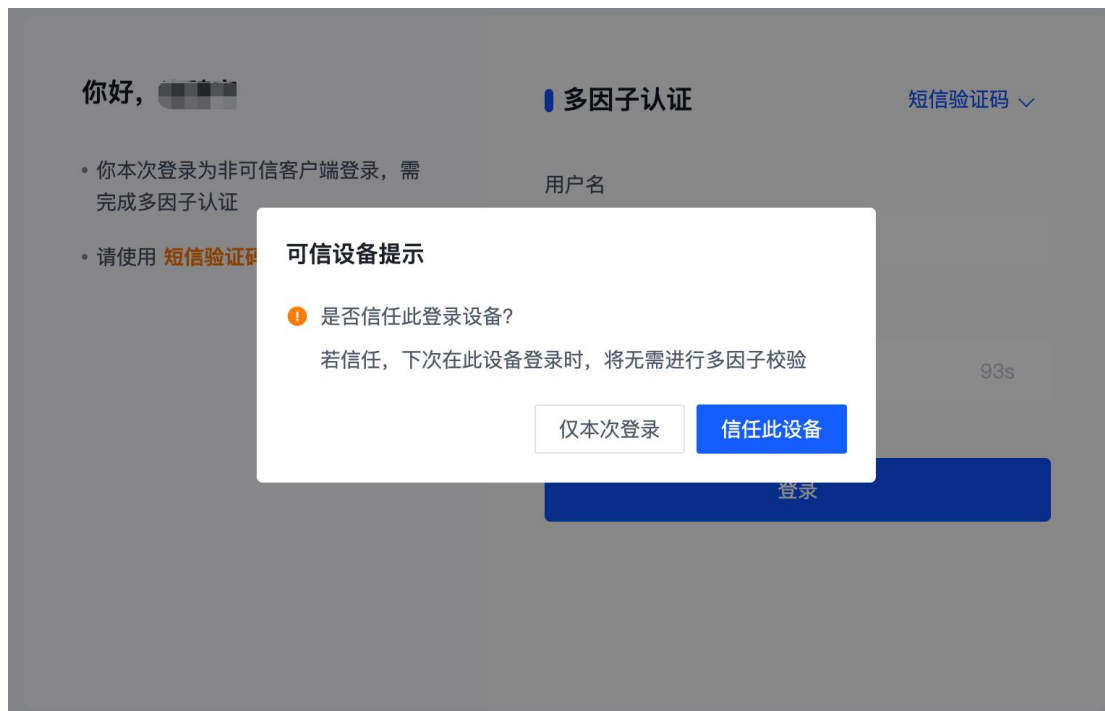 你好，
• 你本次登录为非可信客户端登录，需
完成多因子认证
• 请使用 短信验证码
多因子认证
短信验证码
用户名
93s
登录
可信设备提示
是否信任此登录设备?
若信任，下次在此设备登录时，将无需进行多因子校验
仅本次登录
信任此设备